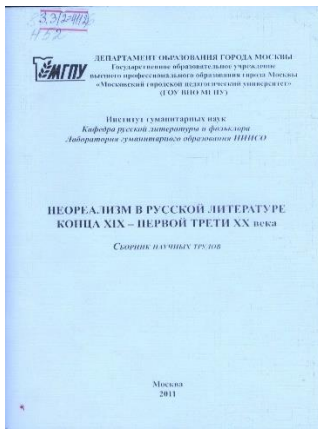 ДЕПАРТАМЕНТ ОБРАЗОВАНИЯ ГОРОДА МОСКВЫ
Государственное образовательное учреждение
высшего профессионального образования города Москвы
«Московский городской педагогический университет»
(ГОУ ВПО МГПУ)
МГПУ
Институт гуманитарных наук
Кафедра русской литературы и фольклора
Лаборатория гуманитарного образования НИИСО
НЕОРЕАЛИЗМ В РУССКОЙ ЛИТЕРАТУРЕ
КОНЦА XIX – ПЕРВОЙ ТРЕТИ XX века
СБОРНИК НАУЧНЫХ ТРУДОВ
Москва
2011